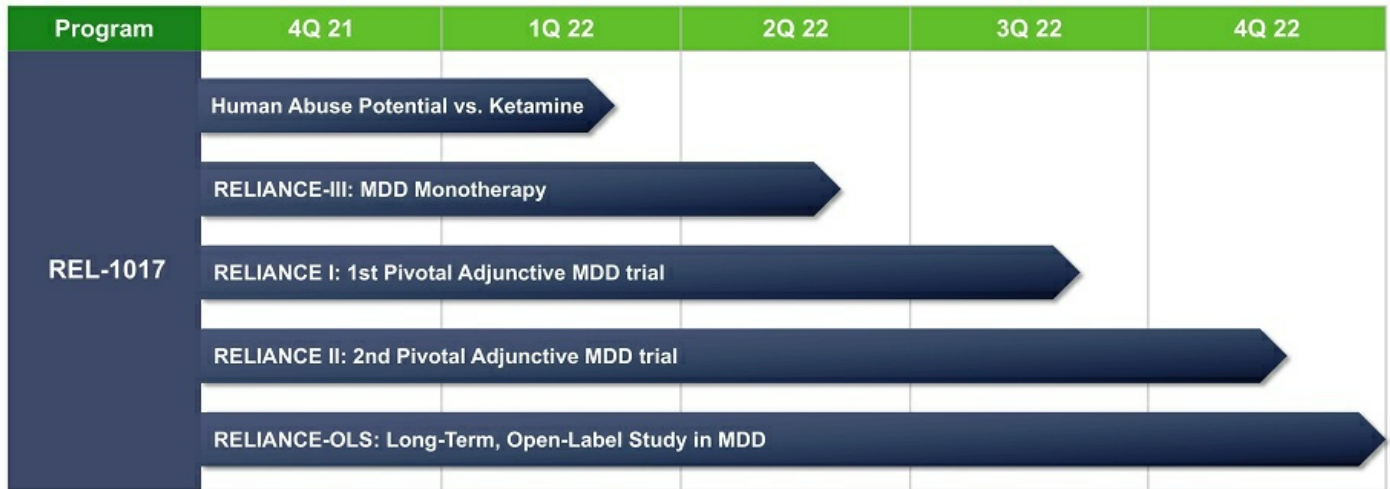 Program 4Q 21 1Q 22 2Q 22 3Q 22 4Q 22
Human Abuse Potential vs. Ketamine
RELIANCE-III: MDD Monotherapy
REL-1017
RELIANCE I: 1st Pivotal Adjunctive MDD trial
RELIANCE II: 2nd Pivotal Adjunctive MDD trial
RELIANCE-OLS: Long-Term, Open-Label Study in MDD